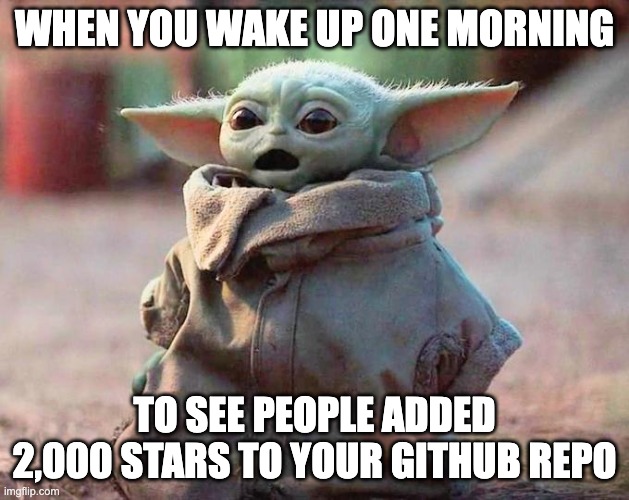 WHEN YOU WAKE UP ONE MORNING
TO SEE PEOPLE ADDED
2,000 STARS TO YOUR GITHUB REPO
imgflip.com